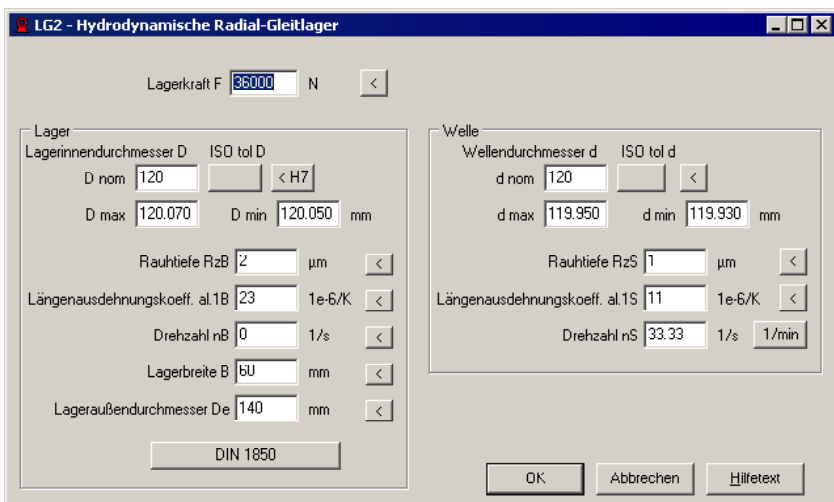 LG2 - Hydrodynamische Radial-Gleitlager
Lagerkraft F 36000 N <
Lager
Lagerinnendurchmesser D ISO tol D
D nom 120 < H7
D max 120.070 D min 120.050 mm
Rauhtiefe RzB 2 µm <
Längenausdehnungskoeff. al.1B 23 1e-6/K <
Drehzahl nB 0 1/s <
Lagerbreite B 60 mm <
Lageraußendurchmesser De 140 mm <
DIN 1850
Welle
Wellendurchmesser d ISO tol d
d nom 120 <
d max 119.950 d min 119.930 mm
Rauhtiefe RzS 1 µm <
Längenausdehnungskoeff. al.1S 11 1e-6/K <
Drehzahl nS 33.33 1/s 1/min
OK Abbrechen Hilfetext